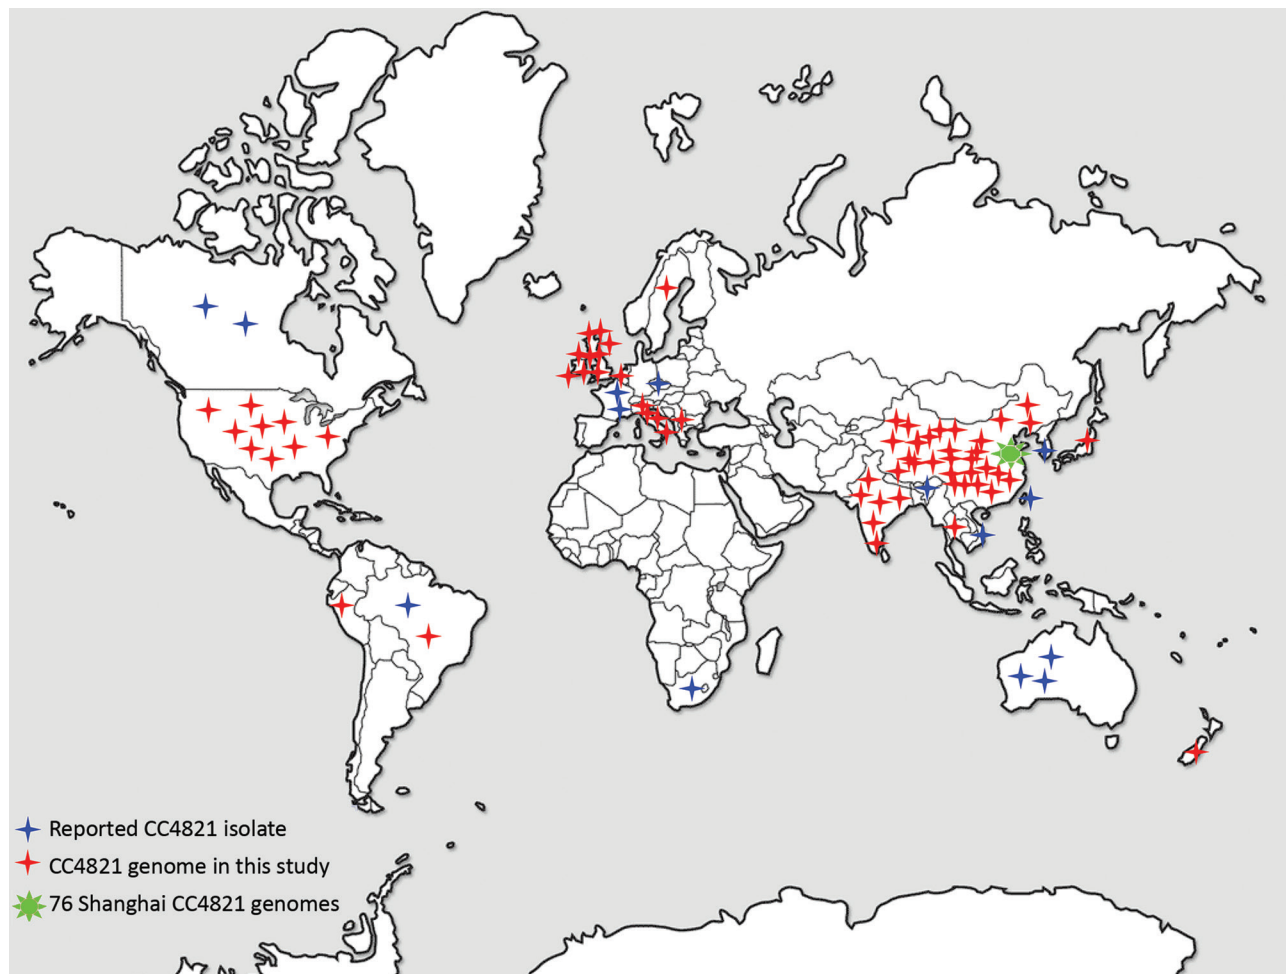 Reported CC4821 isolate
CC4821 genome in this study
76 Shanghai CC4821 genomes